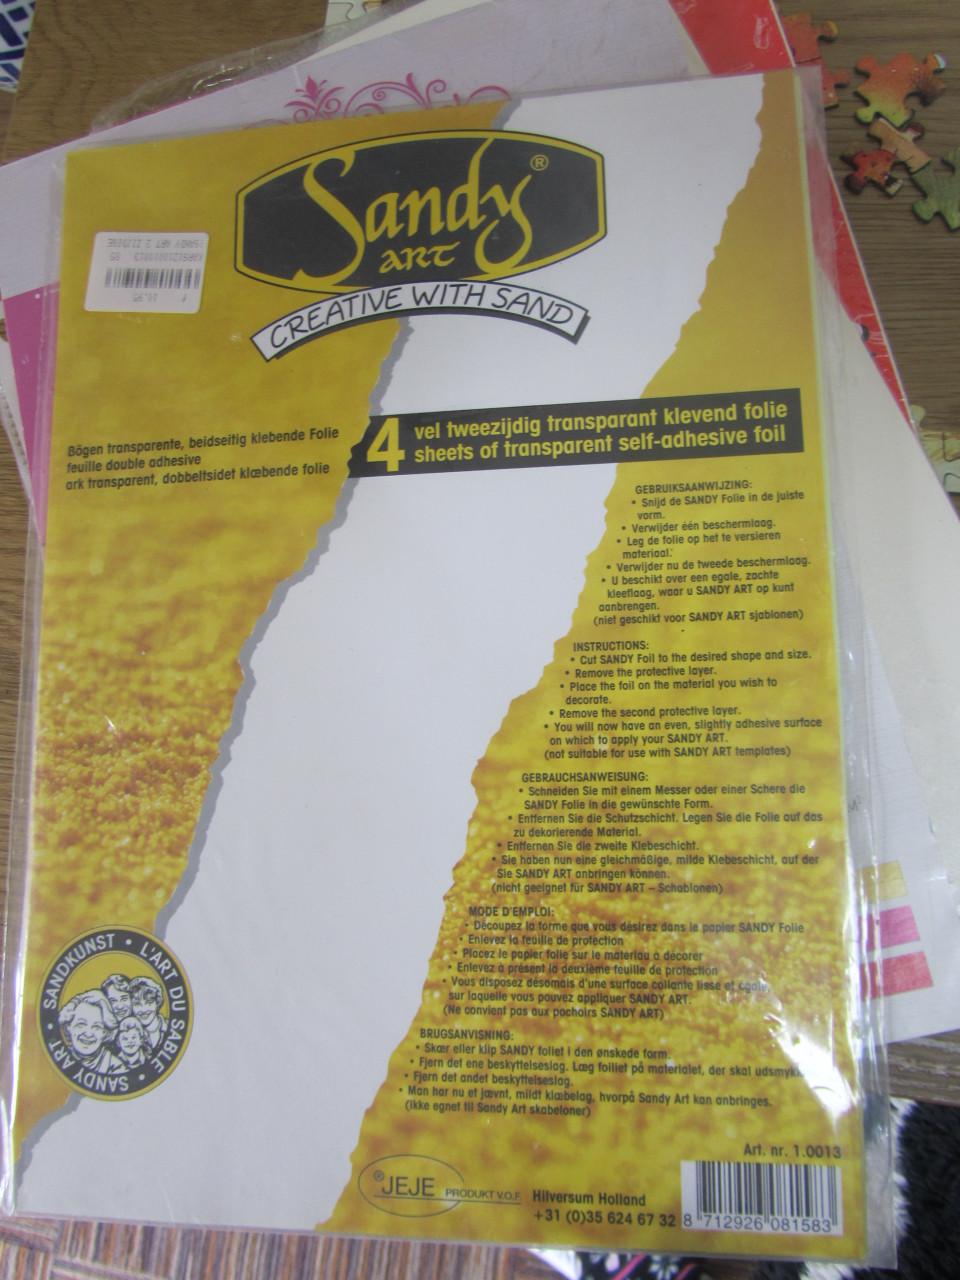 Sandy®
ART
CREATIVE WITH SAND
SANDY ART 2 ZIJDIGE
10.95
Bögen transparente, beidseitig klebende Folie
feuille double adhesive
ark transparent, dobbeltsidet klæbende folie
4 vel tweezijdig transparant klevend folie
sheets of transparent self-adhesive foil
GEBRUIKSAANWIJZING:
• Snijd de SANDY Folie in de juiste
vorm.
• Verwijder één beschermlaag.
• Leg de folie op het te versieren
materiaal.
• Verwijder nu de tweede beschermlaag.
• U beschikt over een egale, zachte
kleeflaag, waar u SANDY ART op kunt
aanbrengen.
(niet geschikt voor SANDY ART sjablonen)
INSTRUCTIONS:
• Cut SANDY Foil to the desired shape and size.
• Remove the protective layer.
• Place the foil on the material you wish to
decorate.
• Remove the second protective layer.
• You will now have an even, slightly adhesive surface
on which to apply your SANDY ART.
(not suitable for use with SANDY ART templates)
GEBRAUCHSANWEISUNG:
• Schneiden Sie mit einem Messer oder einer Schere die
SANDY Folie in die gewünschte Form.
• Entfernen Sie die Schutzschicht. Legen Sie die Folie auf das
zu dekorierende Material.
• Entfernen Sie die zweite Klebeschicht.
• Sie haben nun eine gleichmäßige, milde Klebeschicht, auf der
Sie SANDY ART anbringen können.
(nicht geeignet für SANDY ART – Schablonen)
MODE D'EMPLOI:
• Découpez la forme que vous désirez dans le papier SANDY Folie
• Enlevez la feuille de protection
• Placez le papier folie sur le materiau à décorer
• Enlevez à présent la deuxième feuille de protection
• Vous disposez désomais d'une surface collante lisse et égale,
sur laquelle vous pouvez appliquer SANDY ART.
(Ne convient pas aux pochoirs SANDY ART)
BRUGSANVISNING:
• Skær eller klip SANDY foliet i den ønskede form.
• Fjern det ene beskyttelseslag. Læg foiliet på materialet, der skal
• Fjern det andet beskyttelseslag.
• Man har nu et jævnt, mildt klæbelag, hvorpå Sandy Art kan anbringes.
(ikke egnet til Sandy Art skabeloner)
SANDKUNST • L'ART DU SABLE • SANDY ART •
Art. nr. 1.0013
®JEJE PRODUKT V.O.F.
Hilversum Holland
+31 (0)35 624 67 32
8 712926 081583